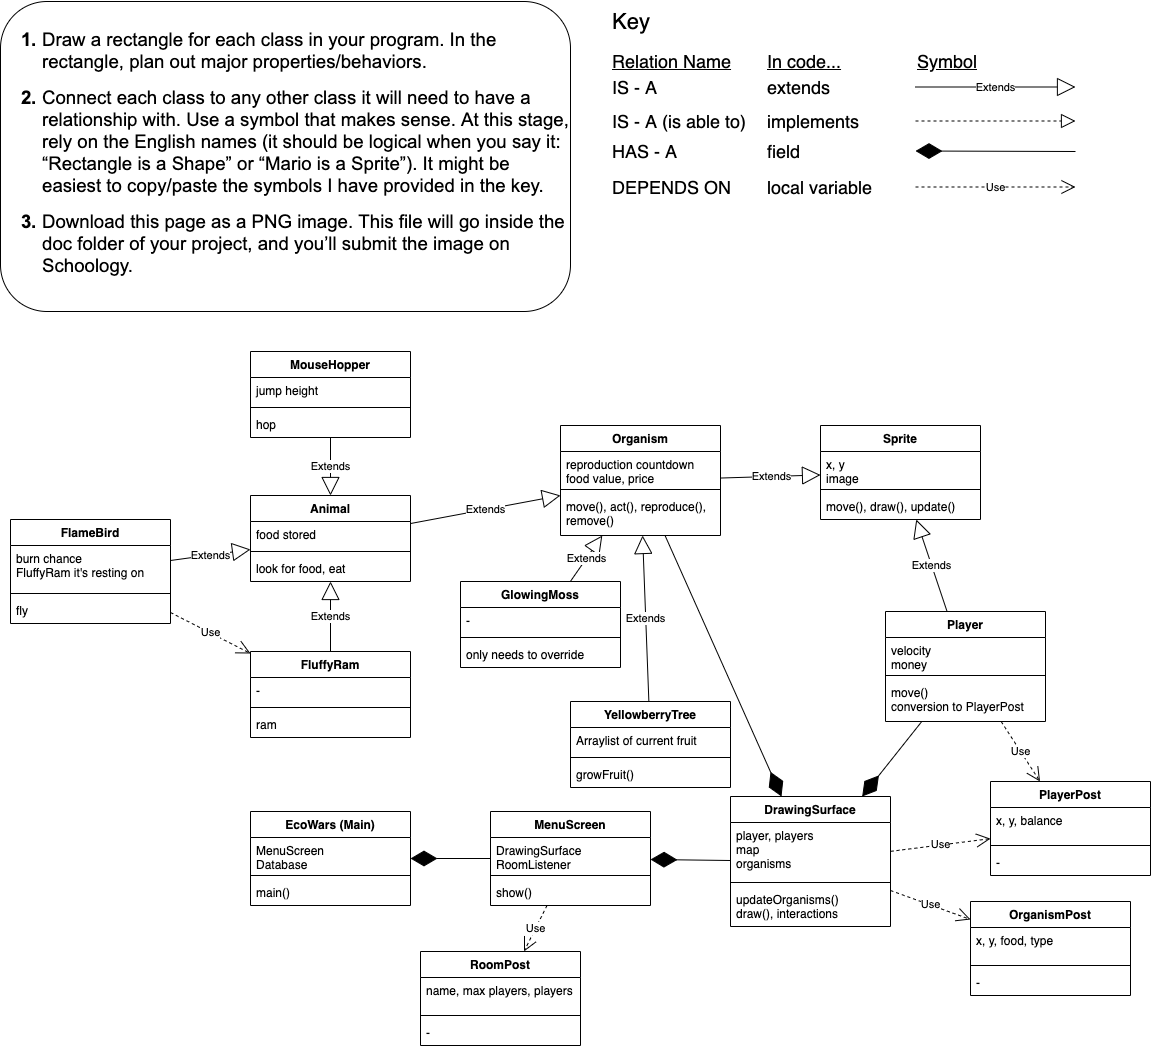 1. Draw a rectangle for each class in your program. In the
rectangle, plan out major properties/behaviors.
2. Connect each class to any other class it will need to have a
relationship with. Use a symbol that makes sense. At this stage,
rely on the English names (it should be logical when you say it:
“Rectangle is a Shape” or “Mario is a Sprite”). It might be
easiest to copy/paste the symbols I have provided in the key.
3. Download this page as a PNG image. This file will go inside the
doc folder of your project, and you’ll submit the image on
Schoology.
Key
Relation Name In code... Symbol
IS - A extends Extends
IS - A (is able to) implements
HAS - A field
DEPENDS ON local variable Use
MouseHopper
jump height
hop
Extends
Animal
food stored
look for food, eat
Extends
FlameBird
burn chance
FluffyRam it's resting on
fly
Extends
Use
Extends
FluffyRam
-
ram
Organism
reproduction countdown
food value, price
move(), act(), reproduce(),
remove()
Extends
Sprite
x, y
image
move(), draw(), update()
Extends
GlowingMoss
-
only needs to override
Extends
YellowberryTree
Arraylist of current fruit
growFruit()
Extends
Player
velocity
money
move()
conversion to PlayerPost
Use
PlayerPost
x, y, balance
-
EcoWars (Main)
MenuScreen
Database
main()
MenuScreen
DrawingSurface
RoomListener
show()
DrawingSurface
player, players
map
organisms
updateOrganisms()
draw(), interactions
Use
Use
OrganismPost
x, y, food, type
-
Use
RoomPost
name, max players, players
-